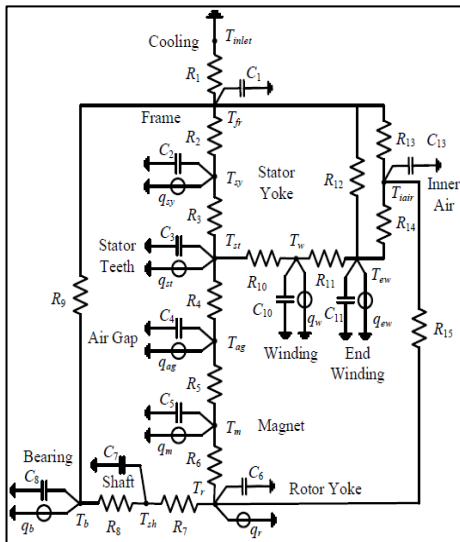 Cooling
T_inlet
R_1
C_1
Frame
T_fr
R_2
C_2
q_sy
T_sy
Stator
Yoke
R_3
C_3
Stator
Teeth
q_st
T_st
R_13
C_13
Inner
Air
T_iair
R_12
R_14
R_9
R_4
R_10
T_w
R_11
T_ew
C_10
q_w
C_11
q_ew
R_15
Winding
End
Winding
C_4
Air Gap
q_ag
T_ag
R_5
C_5
q_m
T_m
Magnet
R_6
Bearing
C_8
C_7
Shaft
T_r
C_6
Rotor Yoke
q_b
T_b
R_8
T_sh
R_7
q_r